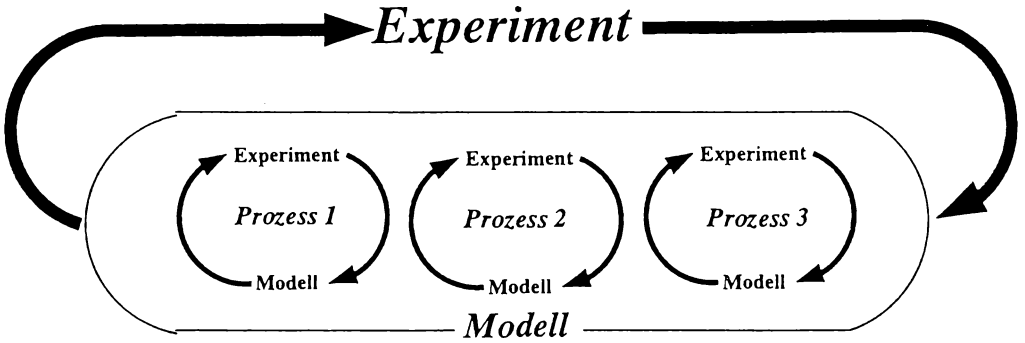 Experiment
Experiment
Prozess 1
Modell
Experiment
Prozess 2
Modell
Experiment
Prozess 3
Modell
Modell